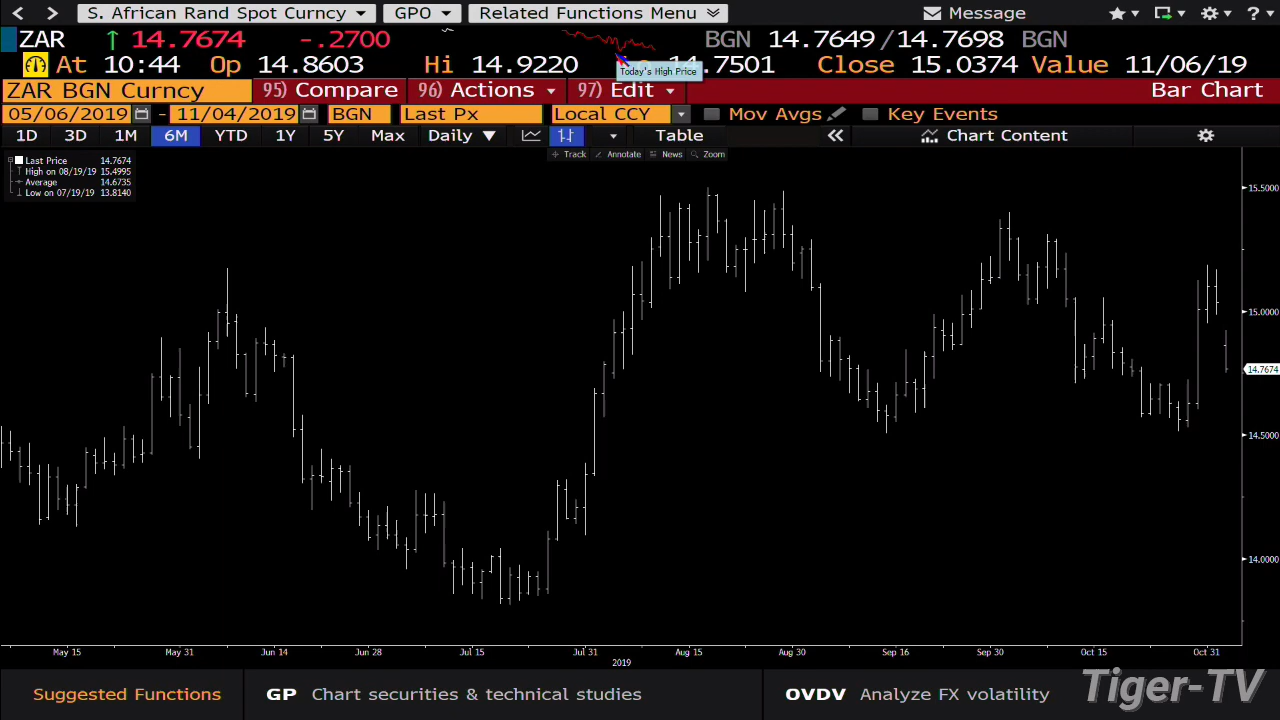 S. African Rand Spot Curncy GPO Related Functions Menu Message ?
ZAR ↑ 14.7674 -.2700 BGN 14.7649/14.7698 BGN
At 10:44 Op 14.8603 Hi 14.9220 14.7501 Close 15.0374 Value 11/06/19
Today's High Price
ZAR BGN Curncy 95) Compare 96) Actions 97) Edit Bar Chart
05/06/2019 - 11/04/2019 BGN Last Px Local CCY Mov Avgs Key Events
1D 3D 1M 6M YTD 1Y 5Y Max Daily ▼ Table « Chart Content
Track Annotate News Zoom
Last Price 14.7674
High on 08/19/19 15.4995
Average 14.6735
Low on 07/19/19 13.8140
15.5000
15.0000
14.7674
14.5000
14.0000
May 15 May 31 Jun 14 Jun 28 Jul 15 Jul 31 Aug 15 Aug 30 Sep 16 Sep 30 Oct 15 Oct 31
2019
Suggested Functions GP Chart securities & technical studies OVDV Analyze FX volatility
Tiger-TV